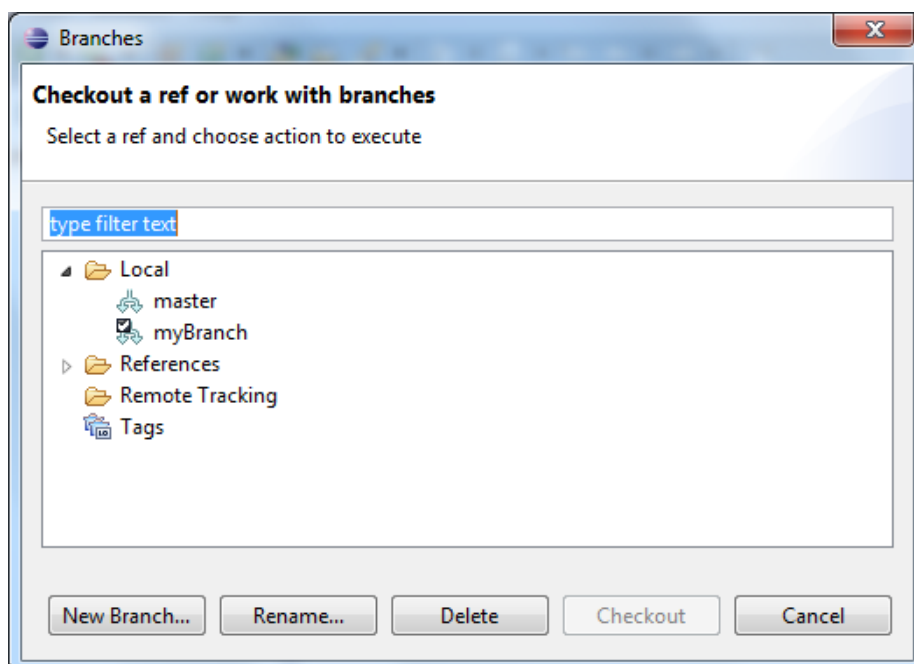 Branches
Checkout a ref or work with branches
Select a ref and choose action to execute
type filter text
Local
master
myBranch
References
Remote Tracking
Tags
New Branch... Rename... Delete Checkout Cancel